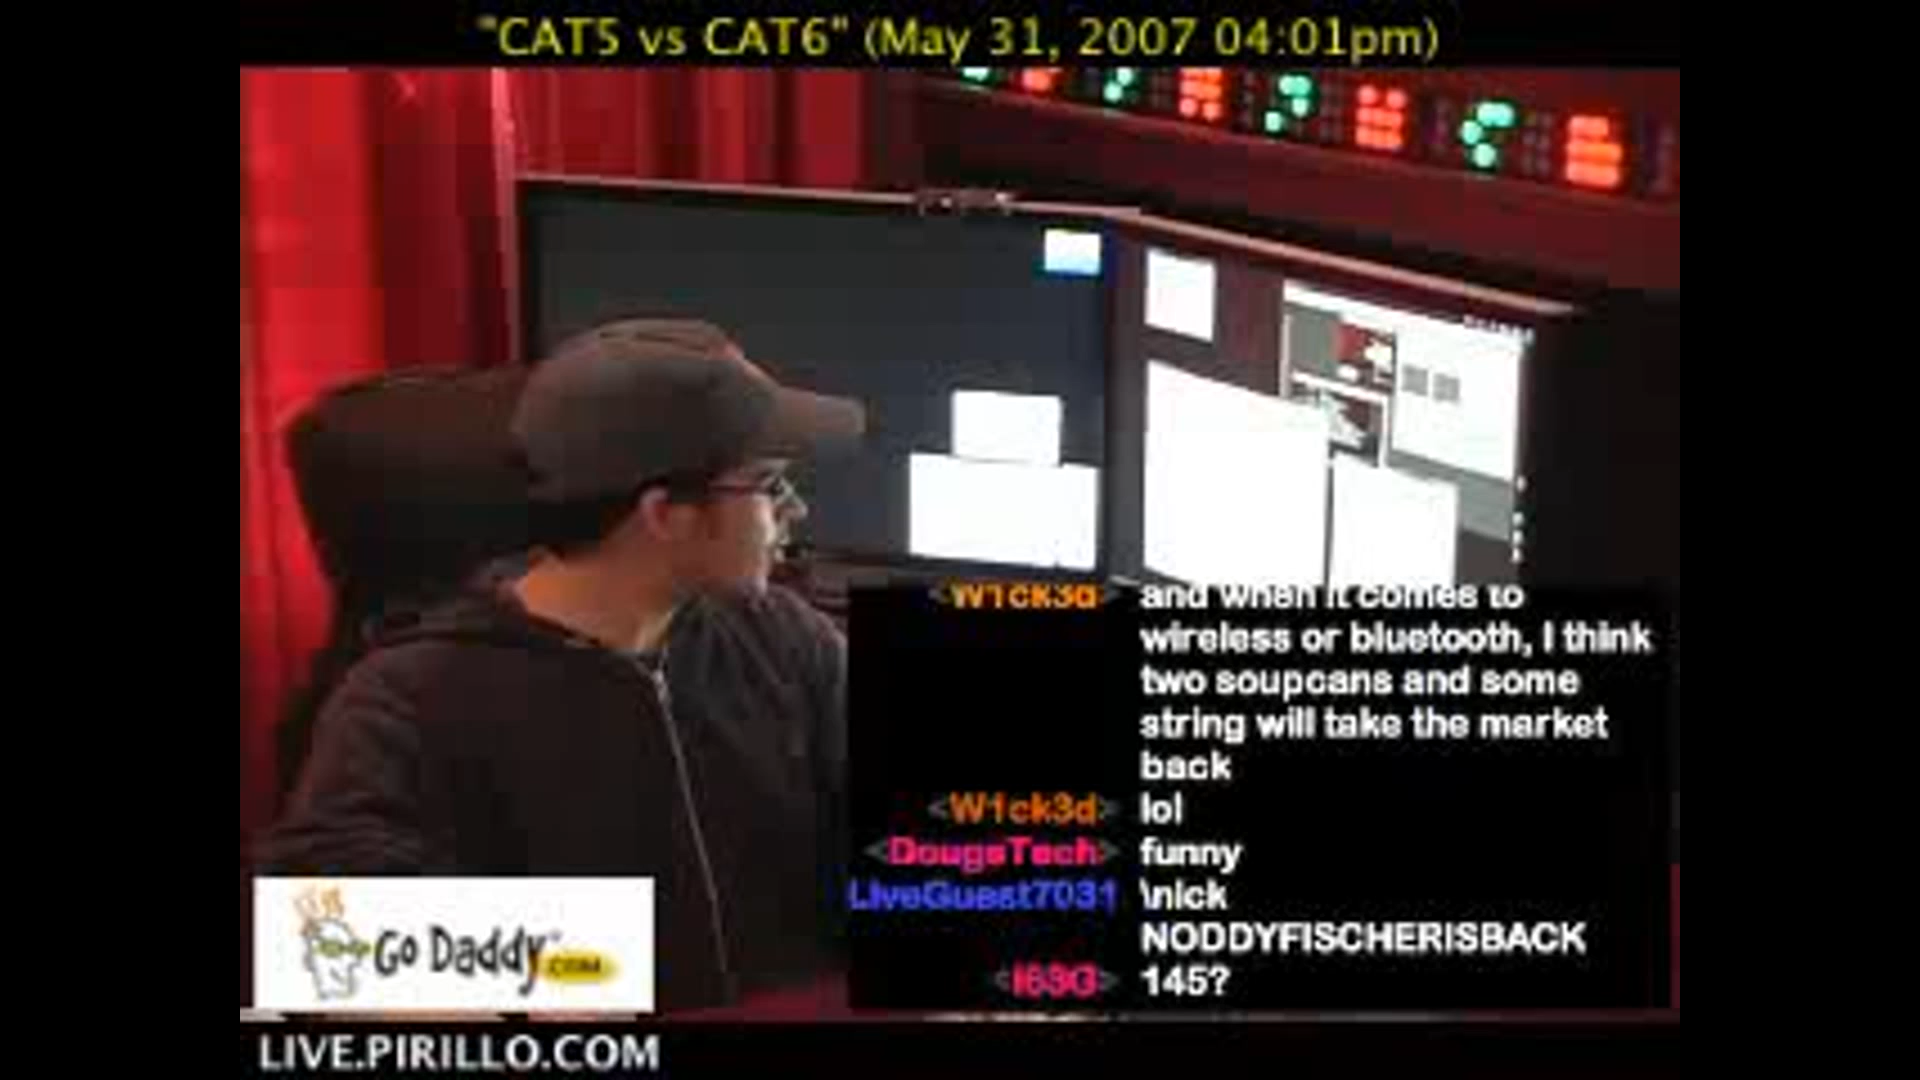 "CAT5 vs CAT6" (May 31, 2007 04:01pm)
<W1ck3d> and when it comes to
wireless or bluetooth, I think
two soupcans and some
string will take the market
back
<W1ck3d> lol
<DougsTech> funny
LiveGuest7031 \nick
NODDYFISCHERISBACK
<I63G> 145?
Go Daddy.COM
LIVE.PIRILLO.COM